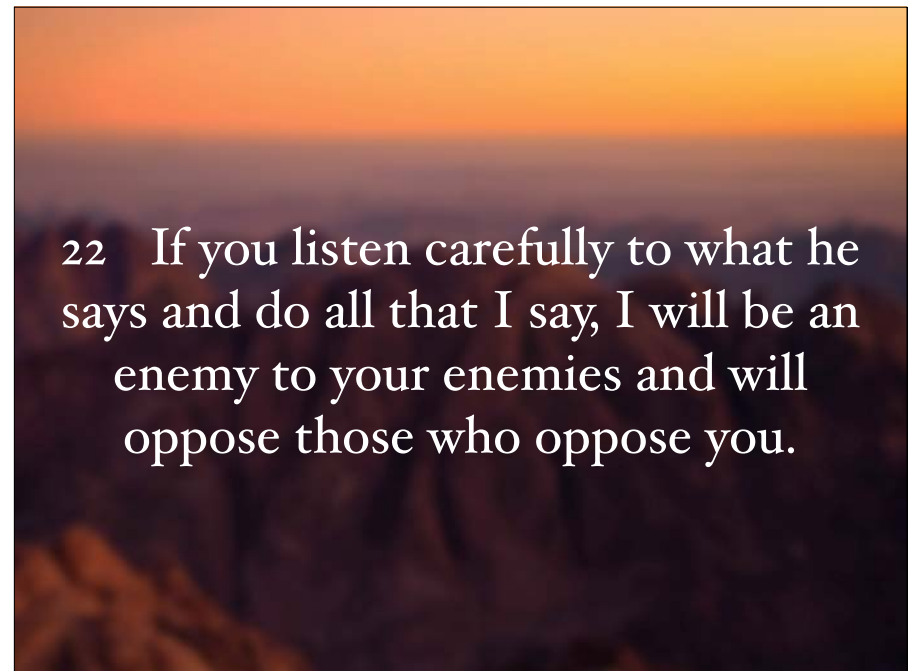 22 If you listen carefully to what he
says and do all that I say, I will be an
enemy to your enemies and will
oppose those who oppose you.